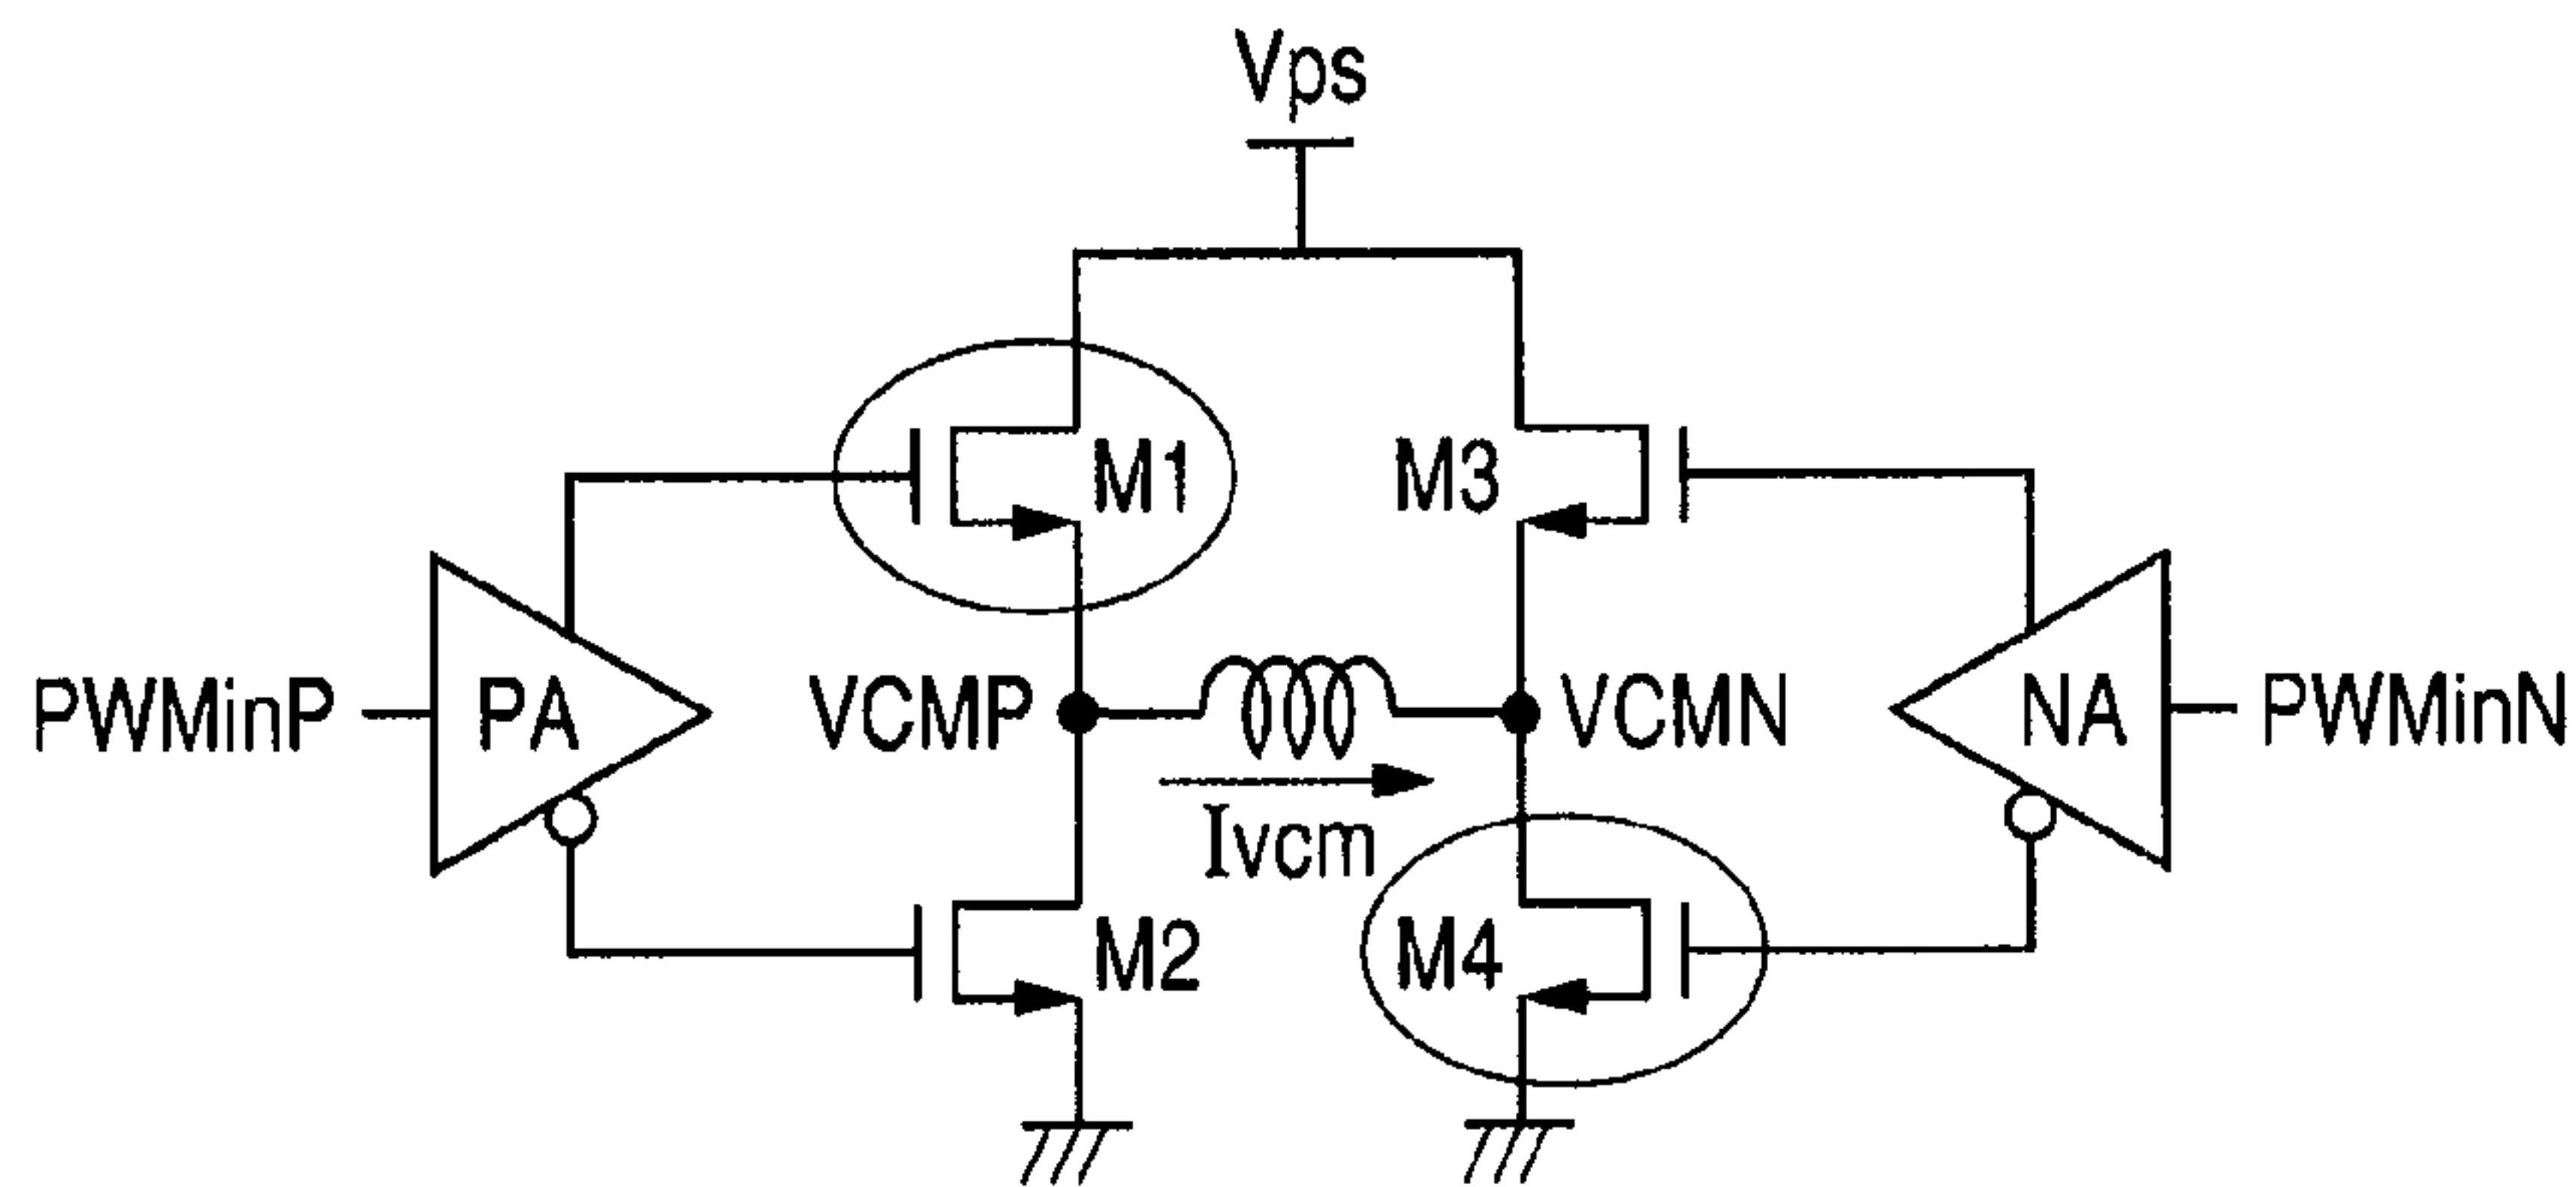 Vps
M1
M3
PWMinP
PA
VCMP
VCMN
NA
PWMinN
Ivcm
M2
M4